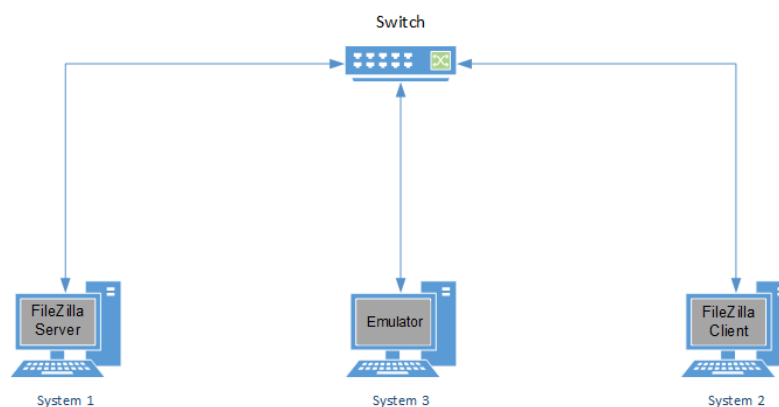 Switch
FileZilla
Server
Emulator
FileZilla
Client
System 1
System 3
System 2